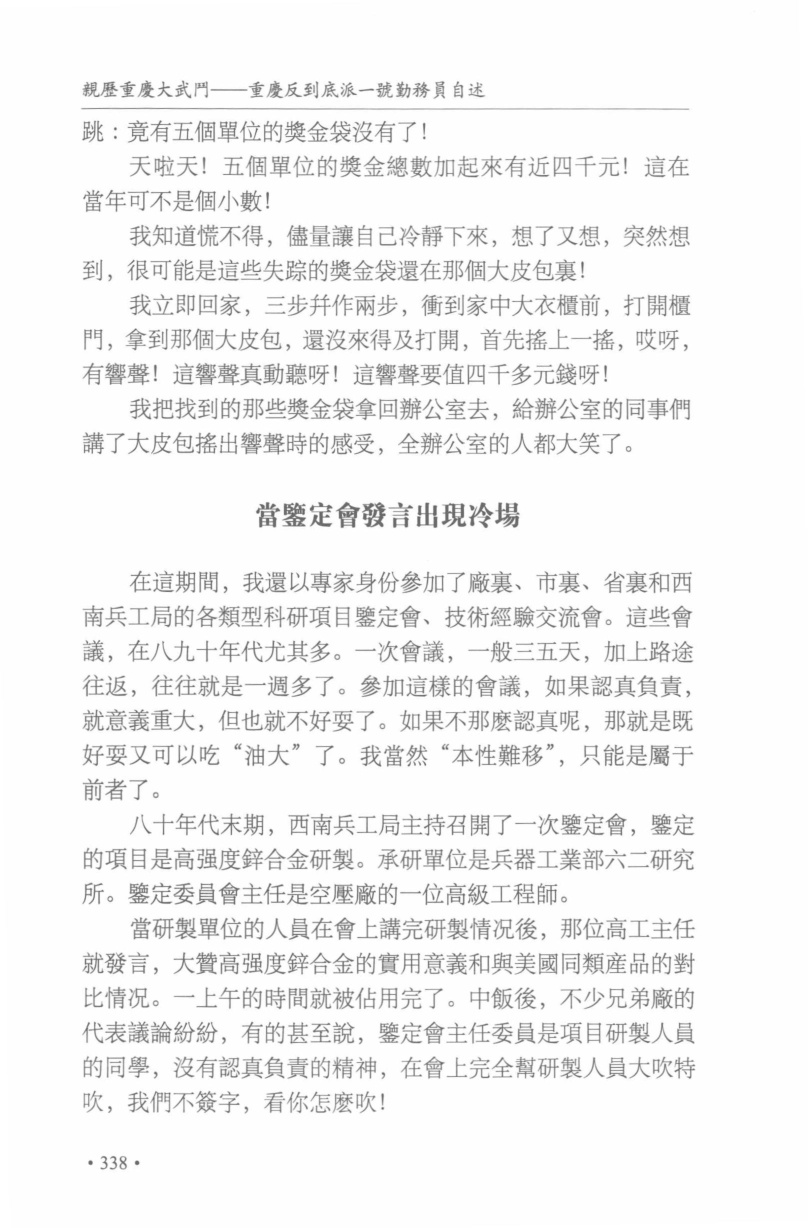 親歷重慶大武鬥——重慶反到底派一號勤務員自述
跳：竟有五個單位的獎金袋沒有了！
天啦天！五個單位的獎金總數加起來有近四千元！這在
當年可不是個小數！
我知道慌不得，儘量讓自己冷靜下來，想了又想，突然想
到，很可能是這些失踪的獎金袋還在那個大皮包裏！
我立即回家，三步并作兩步，衝到家中大衣櫃前，打開櫃
門，拿到那個大皮包，還沒來得及打開，首先搖上一搖，哎呀，
有響聲！這響聲真動聽呀！這響聲要值四千多元錢呀！
我把找到的那些獎金袋拿回辦公室去，給辦公室的同事們
講了大皮包搖出響聲時的感受，全辦公室的人都大笑了。
當鑒定會發言出現冷場
在這期間，我還以專家身份參加了廠裏、市裏、省裏和西
南兵工局的各類型科研項目鑒定會、技術經驗交流會。這些會
議，在八九十年代尤其多。一次會議，一般三五天，加上路途
往返，往往就是一週多了。參加這樣的會議，如果認真負責，
就意義重大，但也就不好耍了。如果不那麽認真呢，那就是既
好耍又可以吃“油大”了。我當然“本性難移”，只能是屬于
前者了。
八十年代末期，西南兵工局主持召開了一次鑒定會，鑒定
的項目是高强度鋅合金研製。承研單位是兵器工業部六二研究
所。鑒定委員會主任是空壓廠的一位高級工程師。
當研製單位的人員在會上講完研製情况後，那位高工主任
就發言，大贊高强度鋅合金的實用意義和與美國同類産品的對
比情况。一上午的時間就被佔用完了。中飯後，不少兄弟廠的
代表議論紛紛，有的甚至說，鑒定會主任委員是項目研製人員
的同學，沒有認真負責的精神，在會上完全幫研製人員大吹特
吹，我們不簽字，看你怎麽吹！
·338·